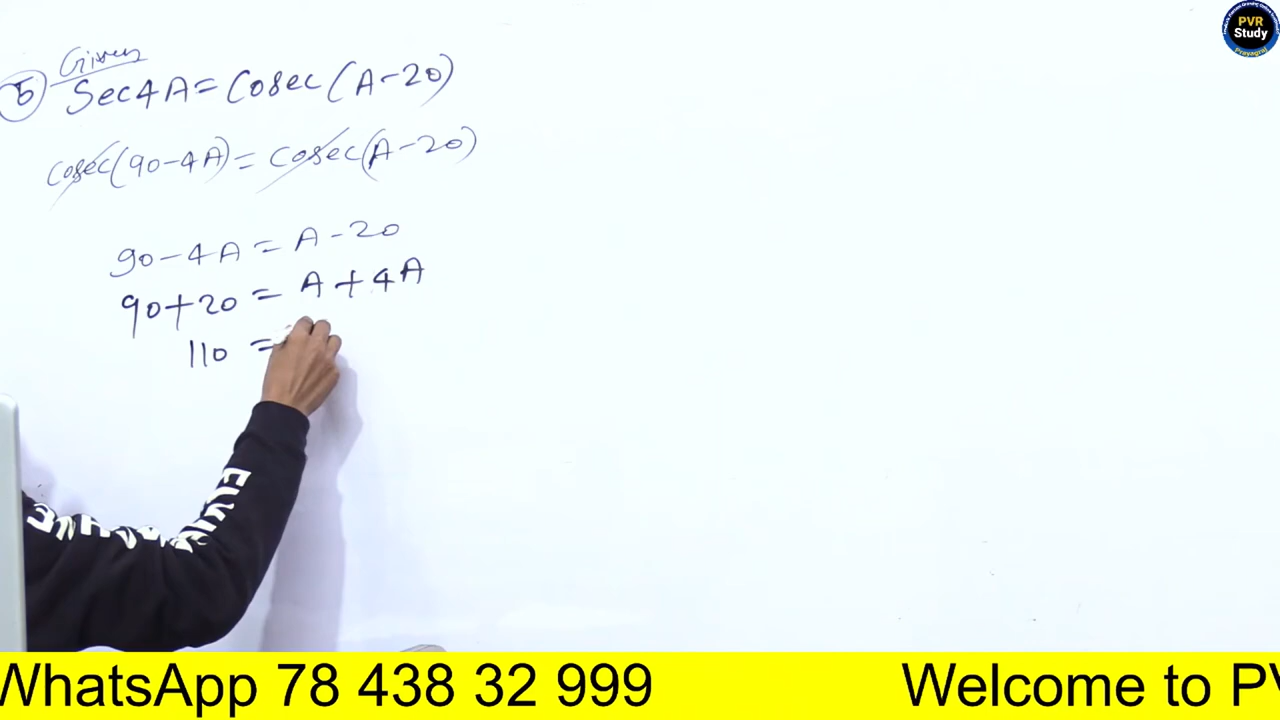 Given
5 Sec4A = Cosec (A-20)
cosec(90-4A) = cosec(A-20)
90-4A = A-20
90+20 = A+4A
110 =
PVR
Study
Prayagraj
WhatsApp 78 438 32 999 Welcome to PV